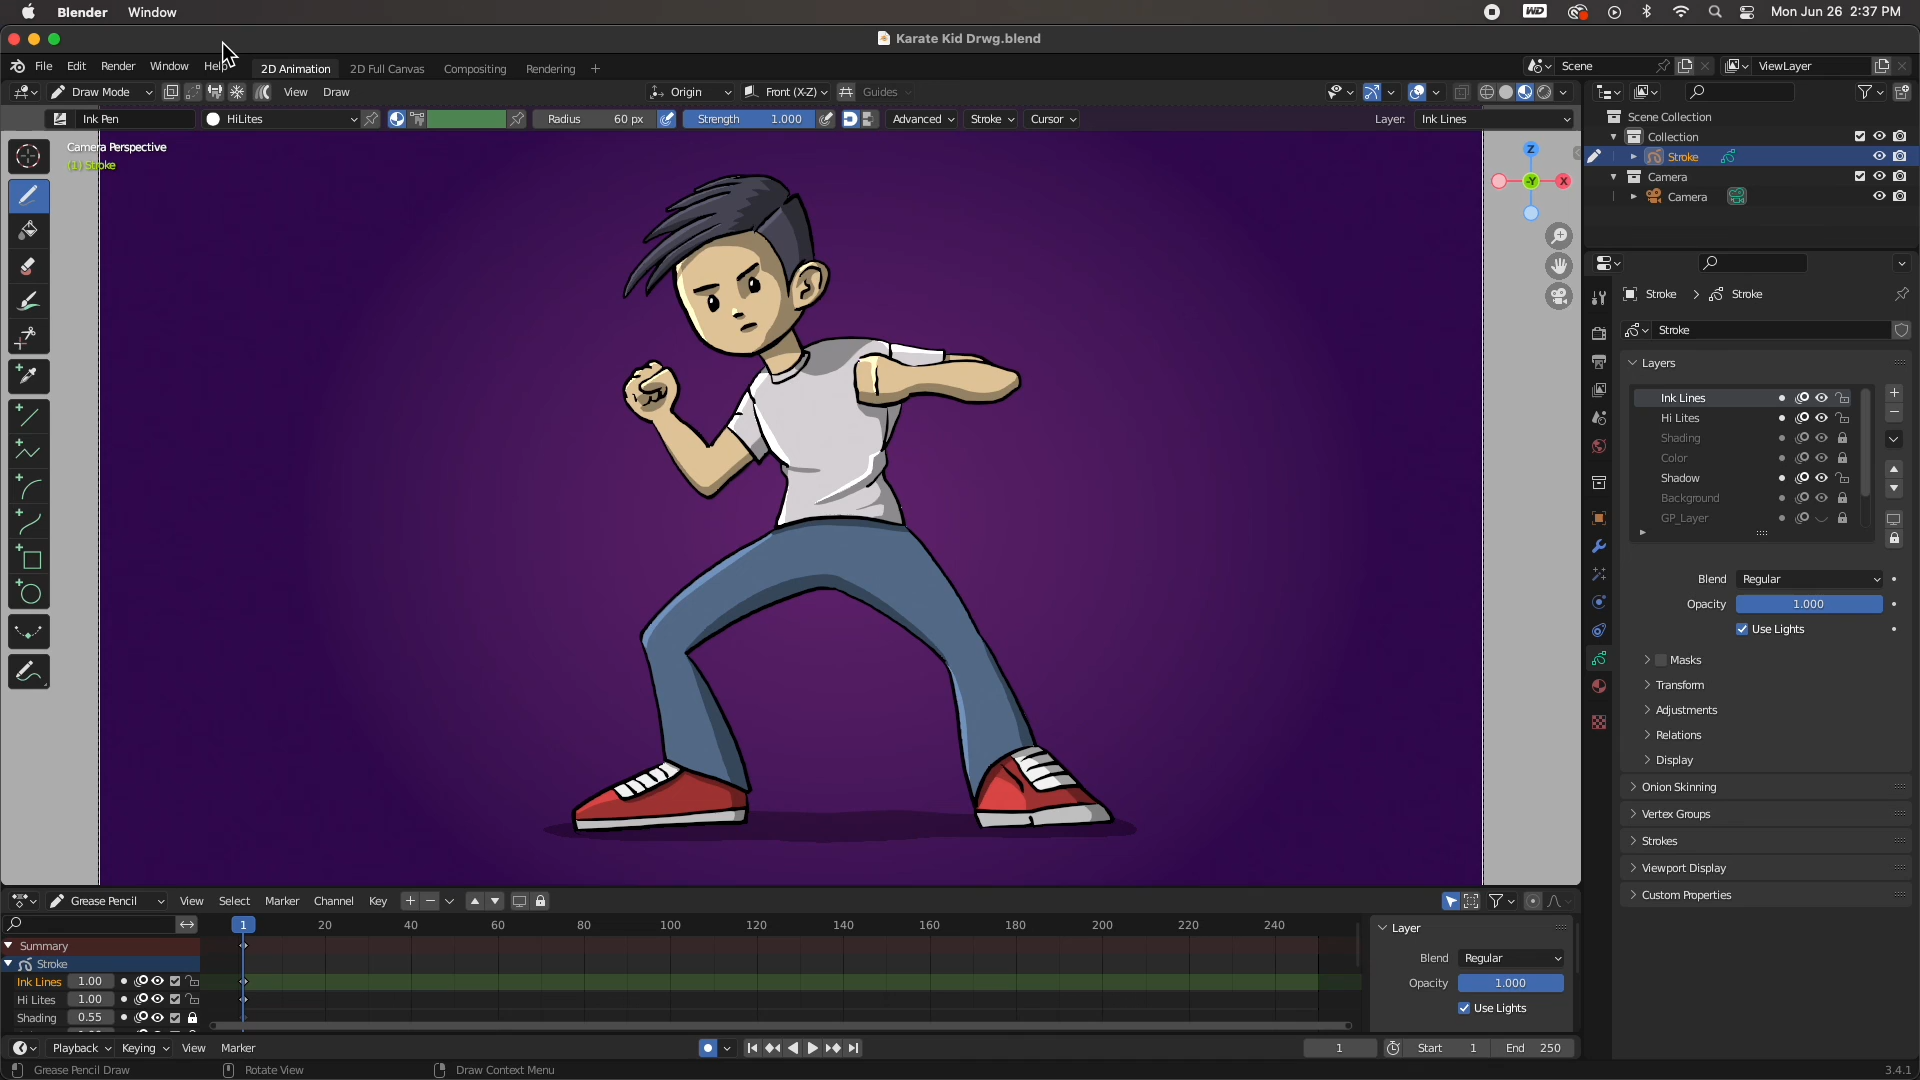 Blender Window
WD
Mon Jun 26 2:37 PM
Karate Kid Drwg.blend
File Edit Render Window Help
2D Animation 2D Full Canvas Compositing Rendering +
Scene ViewLayer
Draw Mode View Draw Origin Front (X-Z) Guides
Ink Pen HiLites Radius 60 px Strength 1.000 Advanced Stroke Cursor Layer: Ink Lines
Camera Perspective
(1) Stroke
Z
-Y
X
Scene Collection
Collection
Stroke
Camera
Camera
Stroke > Stroke
Stroke
Layers
Ink Lines
Hi Lites
Shading
Color
Shadow
Background
GP_Layer
Blend Regular
Opacity 1.000
Use Lights
Masks
Transform
Adjustments
Relations
Display
Onion Skinning
Vertex Groups
Strokes
Viewport Display
Custom Properties
Grease Pencil View Select Marker Channel Key
1 20 40 60 80 100 120 140 160 180 200 220 240
Summary
Stroke
Ink Lines 1.00
Hi Lites 1.00
Shading 0.55
Layer
Blend Regular
Opacity 1.000
Use Lights
Playback Keying View Marker
1 Start 1 End 250
Grease Pencil Draw Rotate View Draw Context Menu
3.4.1